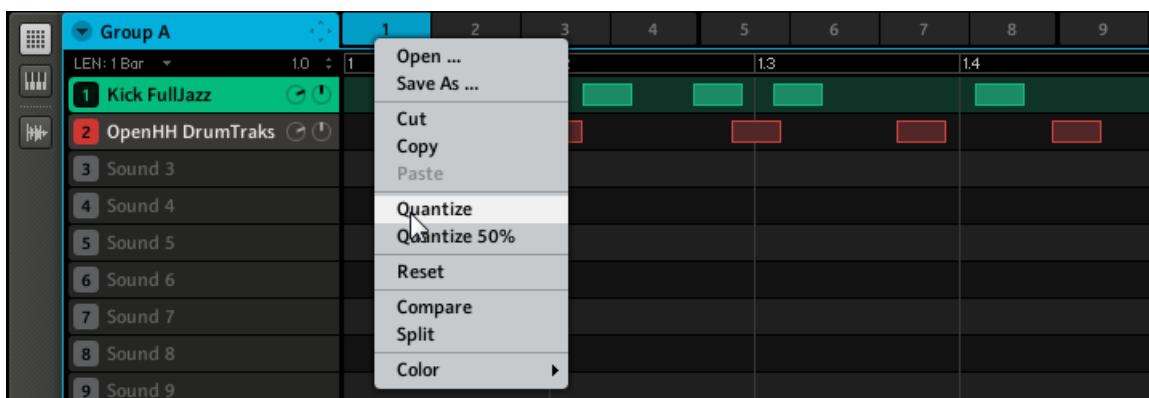 Group A 1 2 3 4 5 6 7 8 9
LEN: 1 Bar 1.0 1 1.3 1.4
1 Kick FullJazz
2 OpenHH DrumTraks
3 Sound 3
4 Sound 4
5 Sound 5
6 Sound 6
7 Sound 7
8 Sound 8
9 Sound 9
Open ...
Save As ...
Cut
Copy
Paste
Quantize
Quantize 50%
Reset
Compare
Split
Color